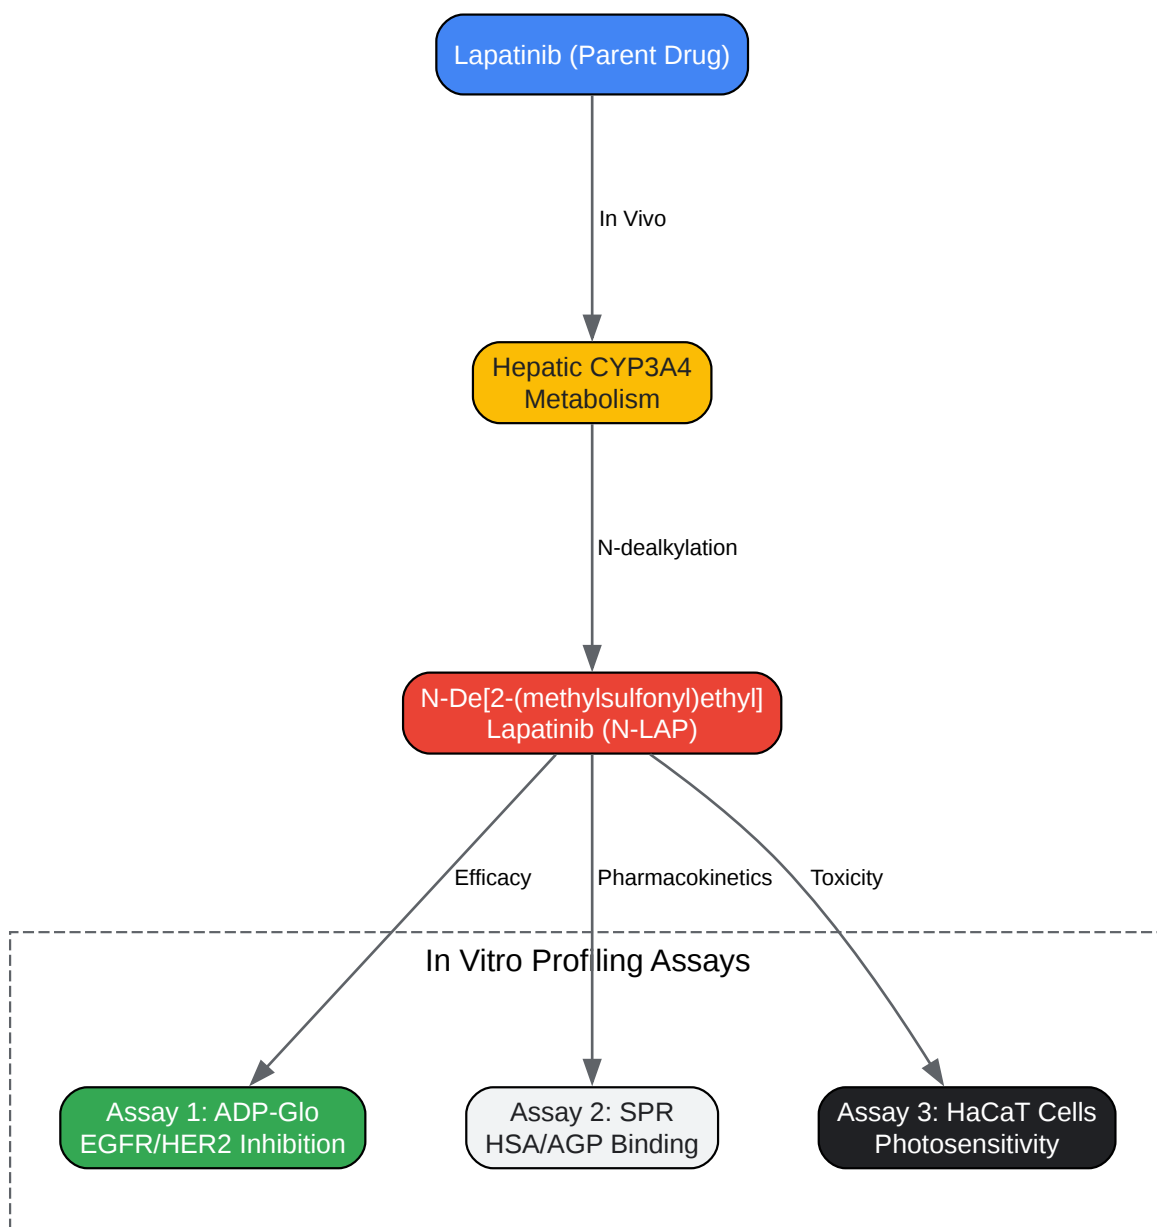 Lapatinib (Parent Drug)
In Vivo
Hepatic CYP3A4
Metabolism
N-dealkylation
N-De[2-(methylsulfonyl)ethyl]
Lapatinib (N-LAP)
Efficacy
Pharmacokinetics
Toxicity
In Vitro Profiling Assays
Assay 1: ADP-Glo
EGFR/HER2 Inhibition
Assay 2: SPR
HSA/AGP Binding
Assay 3: HaCaT Cells
Photosensitivity